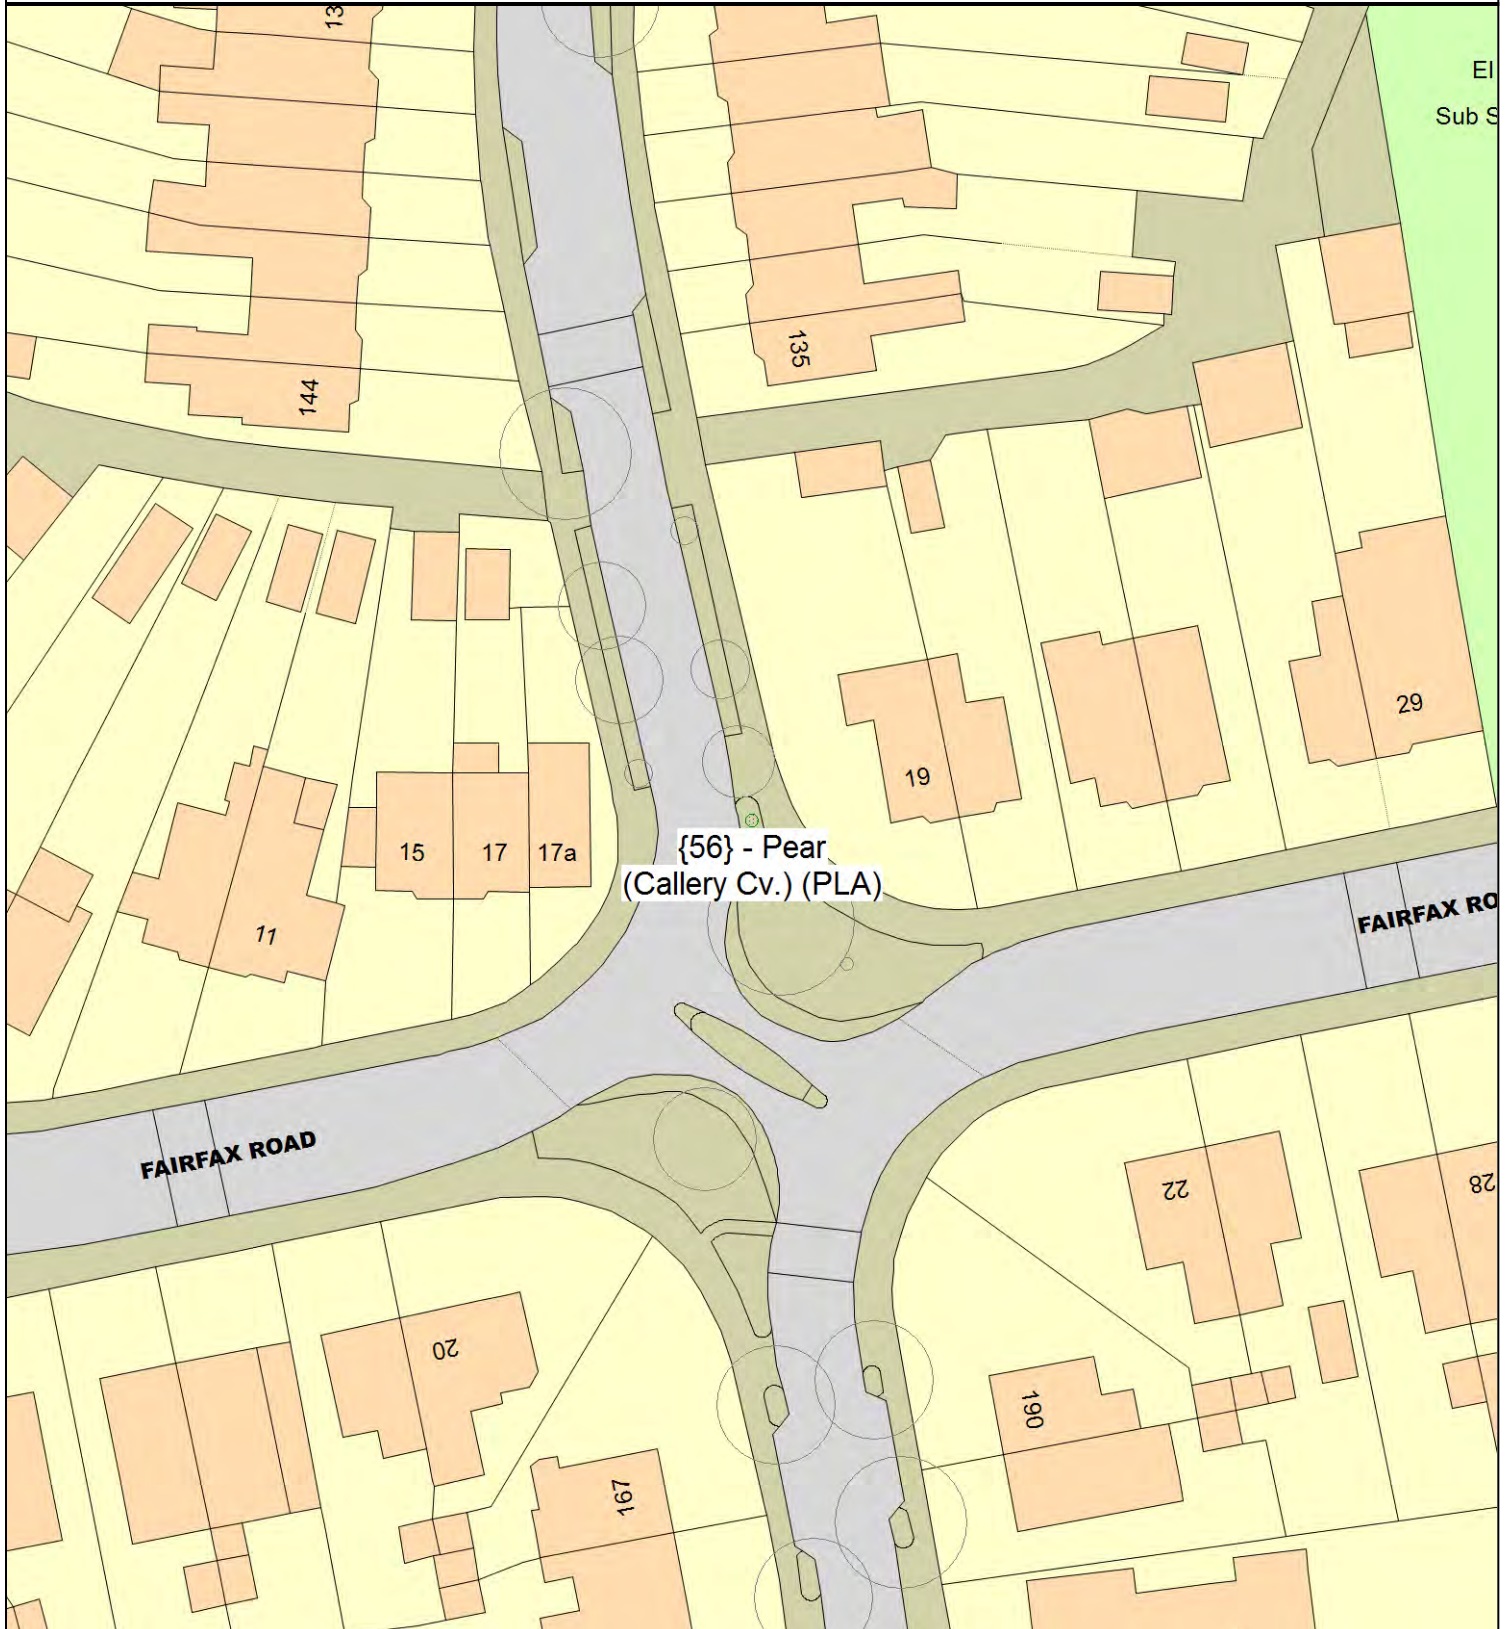 13
El
Sub S
135
144
29
19
{56} - Pear
(Callery Cv.) (PLA)
15
17
17a
11
FAIRFAX RO
FAIRFAX ROAD
22
28
20
190
197